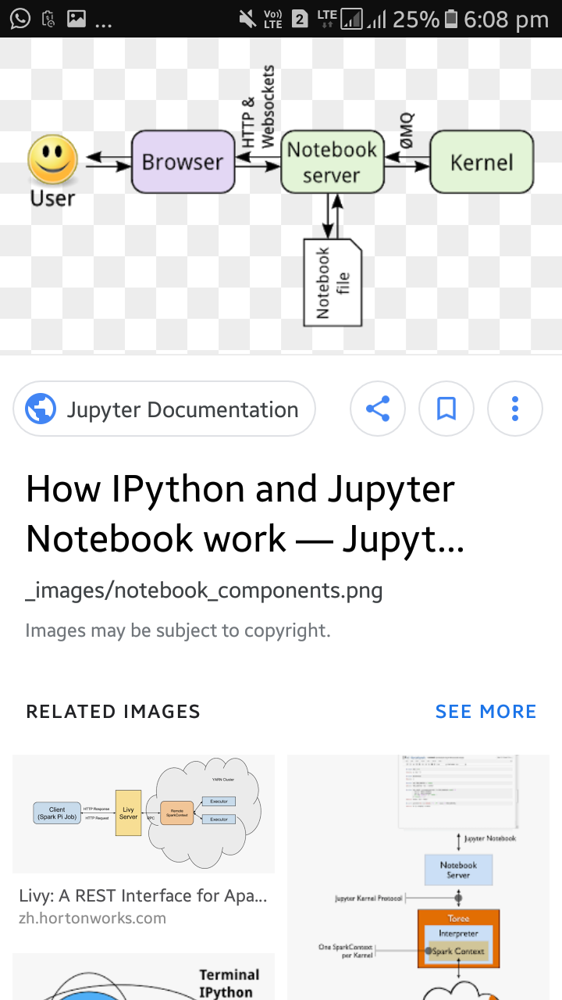 ... Vo)) LTE 2 LTE 25% 6:08 pm
HTTP &
Websockets
ØMQ
Browser
Notebook
server
Kernel
User
Notebook
file
Jupyter Documentation
How IPython and Jupyter
Notebook work — Jupyt...
_images/notebook_components.png
Images may be subject to copyright.
RELATED IMAGES SEE MORE
YARN Cluster
Client
(Spark Pi Job)
HTTP Response
HTTP Request
Livy
Server
RPC
Remote
SparkContext
Executor
Executor
Livy: A REST Interface for Apa...
zh.hortonworks.com
Jupyter Notebook
Notebook
Server
Jupyter Kernel Protocol
Toree
Interpreter
Spark Context
One SparkContext
per Kernel
Terminal
IPython